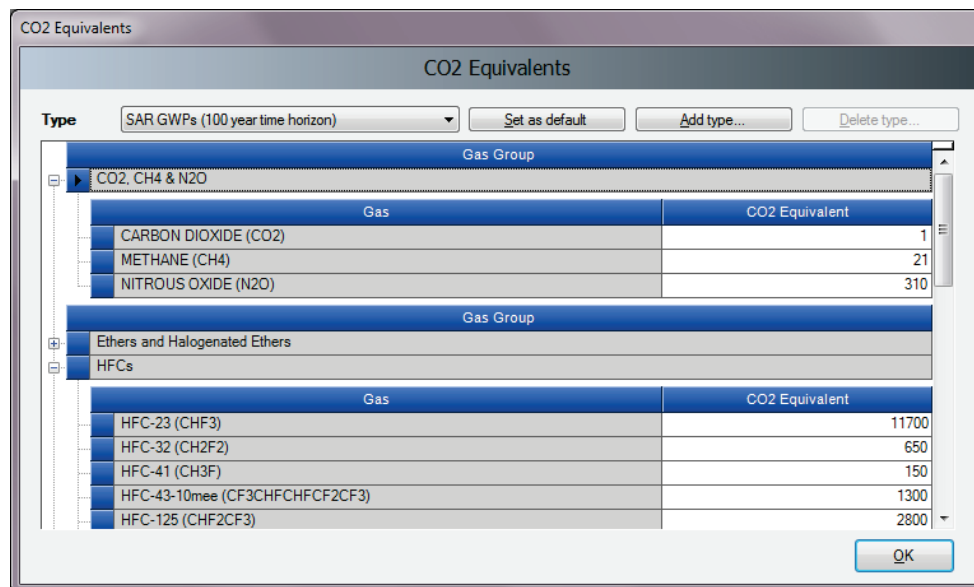 CO2 Equivalents
CO2 Equivalents
Type SAR GWPs (100 year time horizon) Set as default Add type... Delete type...
Gas Group
CO2, CH4 & N2O
Gas CO2 Equivalent
CARBON DIOXIDE (CO2) 1
METHANE (CH4) 21
NITROUS OXIDE (N2O) 310
Gas Group
Ethers and Halogenated Ethers
HFCs
Gas CO2 Equivalent
HFC-23 (CHF3) 11700
HFC-32 (CH2F2) 650
HFC-41 (CH3F) 150
HFC-43-10mee (CF3CHFCHFCF2CF3) 1300
HFC-125 (CHF2CF3) 2800
OK